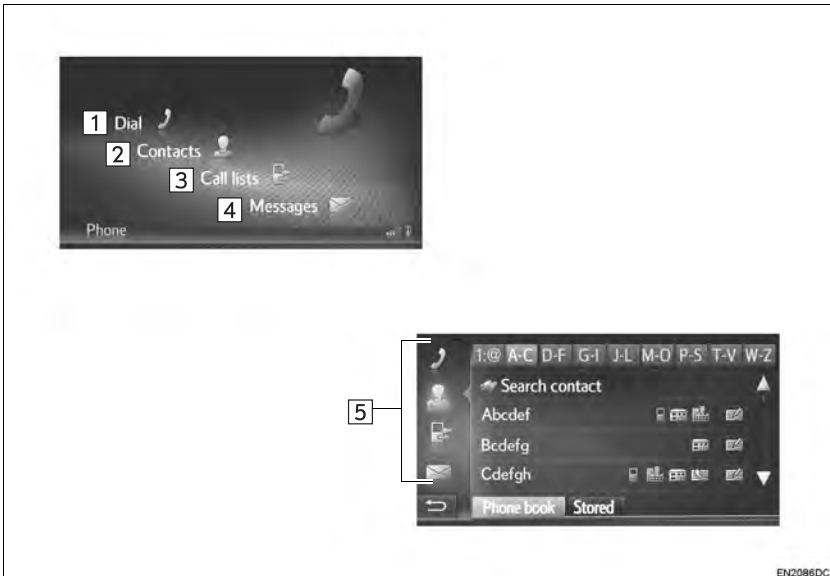 1 Dial
2 Contacts
3 Call lists
4 Messages
Phone
1:@ A-C D-F G-I J-L M-O P-S T-V W-Z
Search contact
Abcdef
5
Bcdefg
Cdefgh
Phone book Stored
EN2086DC